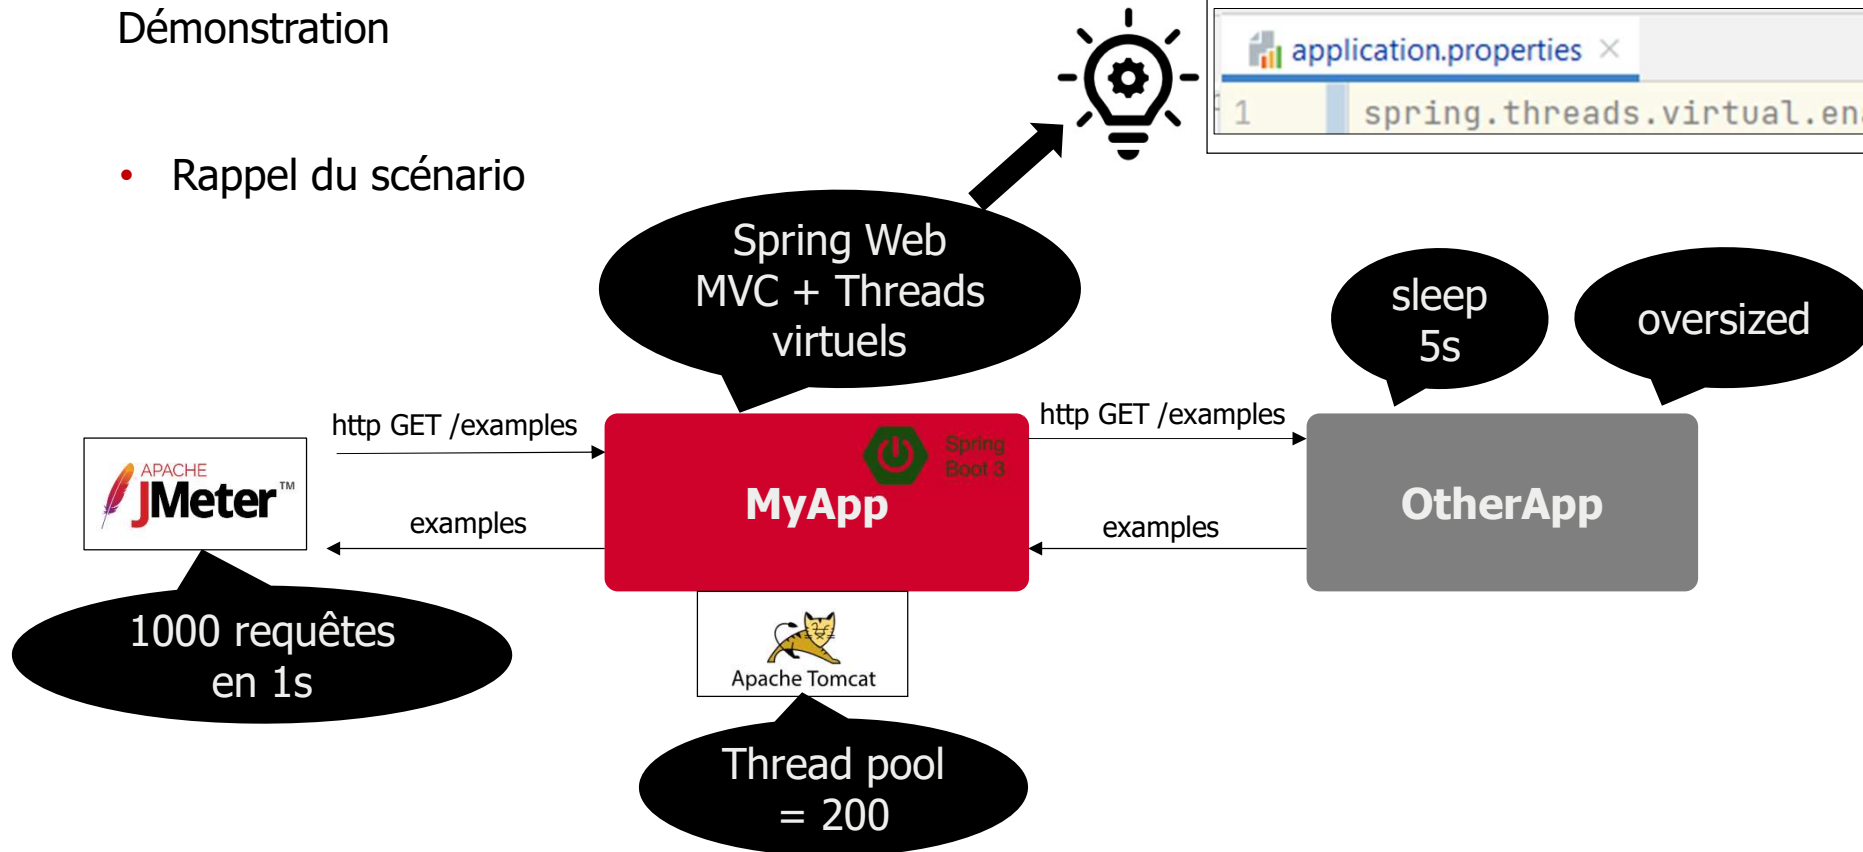 Démonstration
application.properties
1 spring.threads.virtual.en
• Rappel du scénario
Spring Web
MVC + Threads
virtuels
sleep
5s
oversized
http GET /examples
http GET /examples
APACHE
JMeter™
Spring
Boot 3
MyApp
OtherApp
examples
examples
1000 requêtes
en 1s
Apache Tomcat
Thread pool
= 200